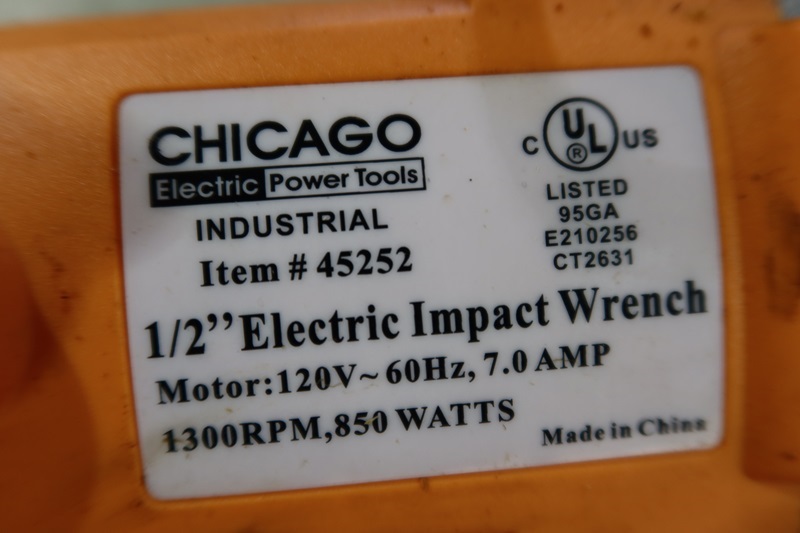 CHICAGO
Electric Power Tools
INDUSTRIAL
Item # 45252
C UL® US
LISTED
95GA
E210256
CT2631
1/2’’ Electric Impact Wrench
Motor:120V~60Hz, 7.0 AMP
1300RPM,850 WATTS
Made in China